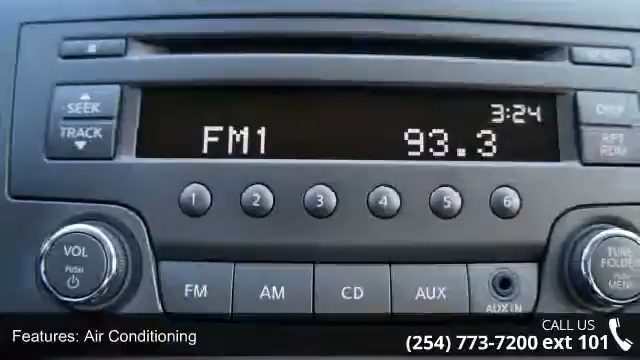 SEEK
TRACK
3:24
FM1 93.3
DISP
RPT
RDM
1 2 3 4 5 6
VOL
PUSH
TUNE
FOLDER
PUSH
MENU
FM AM CD AUX
AUX IN
Features: Air Conditioning
CALL US
(254) 773-7200 ext 101